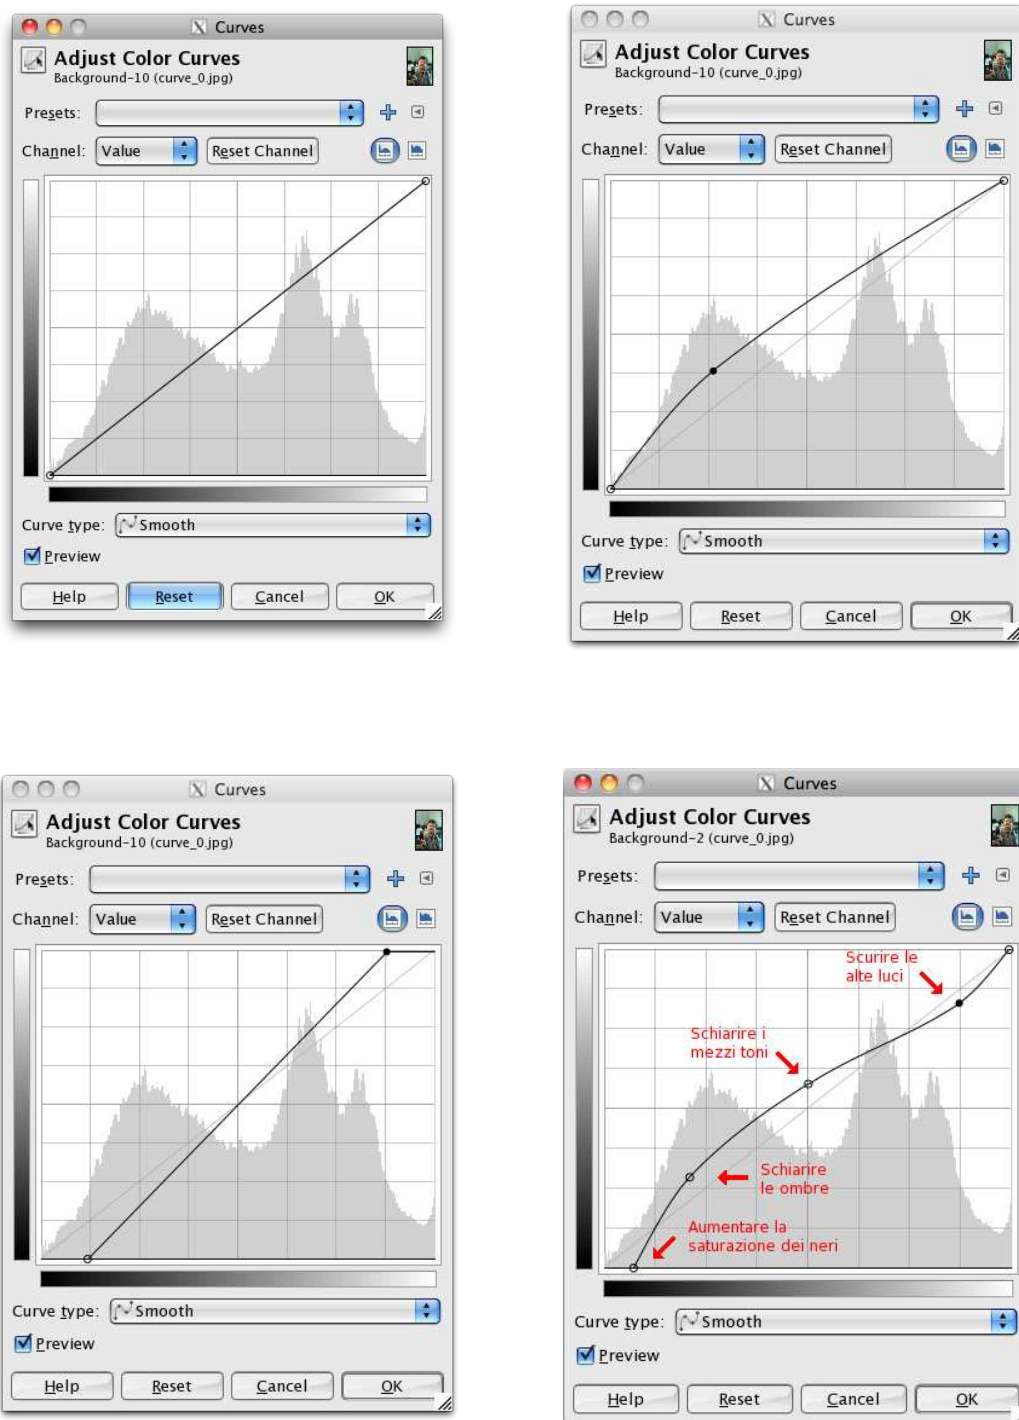 Curves
Adjust Color Curves
Background-10 (curve_0.jpg)
Presets:
Channel: Value Reset Channel
Curve type: Smooth
Preview
Help Reset Cancel OK
Curves
Adjust Color Curves
Background-10 (curve_0.jpg)
Presets:
Channel: Value Reset Channel
Curve type: Smooth
Preview
Help Reset Cancel OK
Curves
Adjust Color Curves
Background-10 (curve_0.jpg)
Presets:
Channel: Value Reset Channel
Curve type: Smooth
Preview
Help Reset Cancel OK
Curves
Adjust Color Curves
Background-2 (curve_0.jpg)
Presets:
Channel: Value Reset Channel
Scurire le
alte luci
Schiarire i
mezzi toni
Schiarire
le ombre
Aumentare la
saturazione dei neri
Curve type: Smooth
Preview
Help Reset Cancel OK